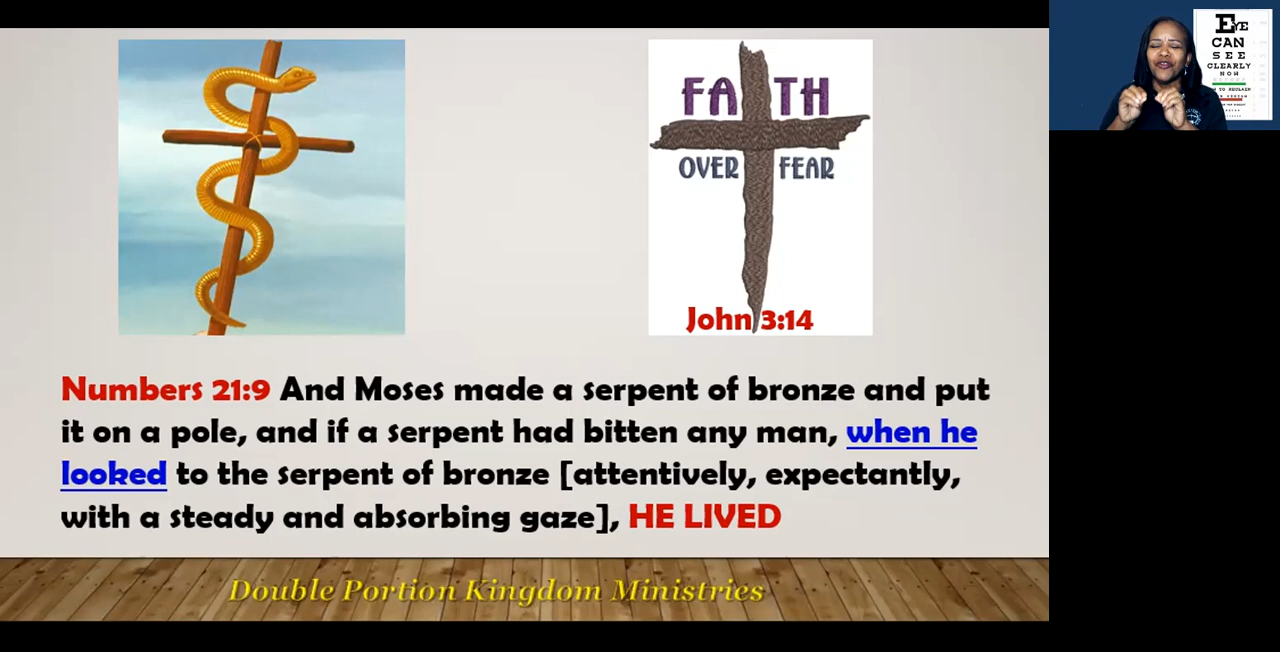 FAITH
OVER FEAR
John 3:14
Numbers 21:9 And Moses made a serpent of bronze and put
it on a pole, and if a serpent had bitten any man, when he
looked to the serpent of bronze [attentively, expectantly,
with a steady and absorbing gaze], HE LIVED
Double Portion Kingdom Ministries
EYE
CAN
SEE
CLEARLY
NOW